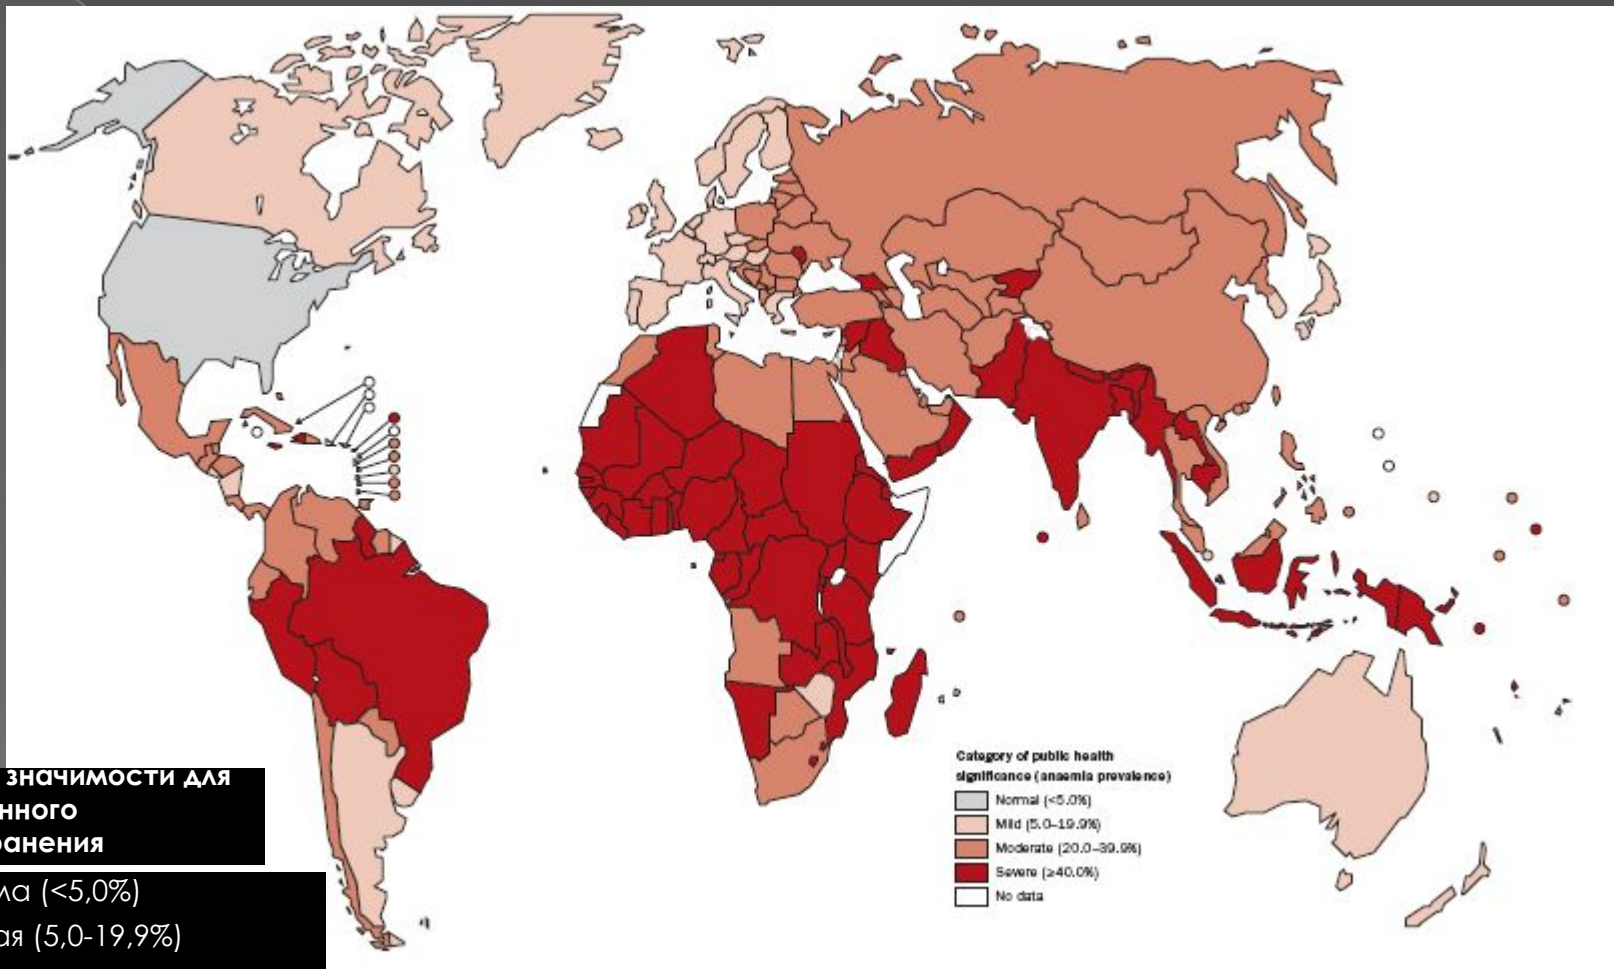 Category of public health
significance (anaemia prevalence)
Normal (<5.0%)
Mild (5.0–19.9%)
Moderate (20.0–39.9%)
Severe (≥40.0%)
No data
значимости для
нного
ранения
ла (<5,0%)
ая (5,0-19,9%)